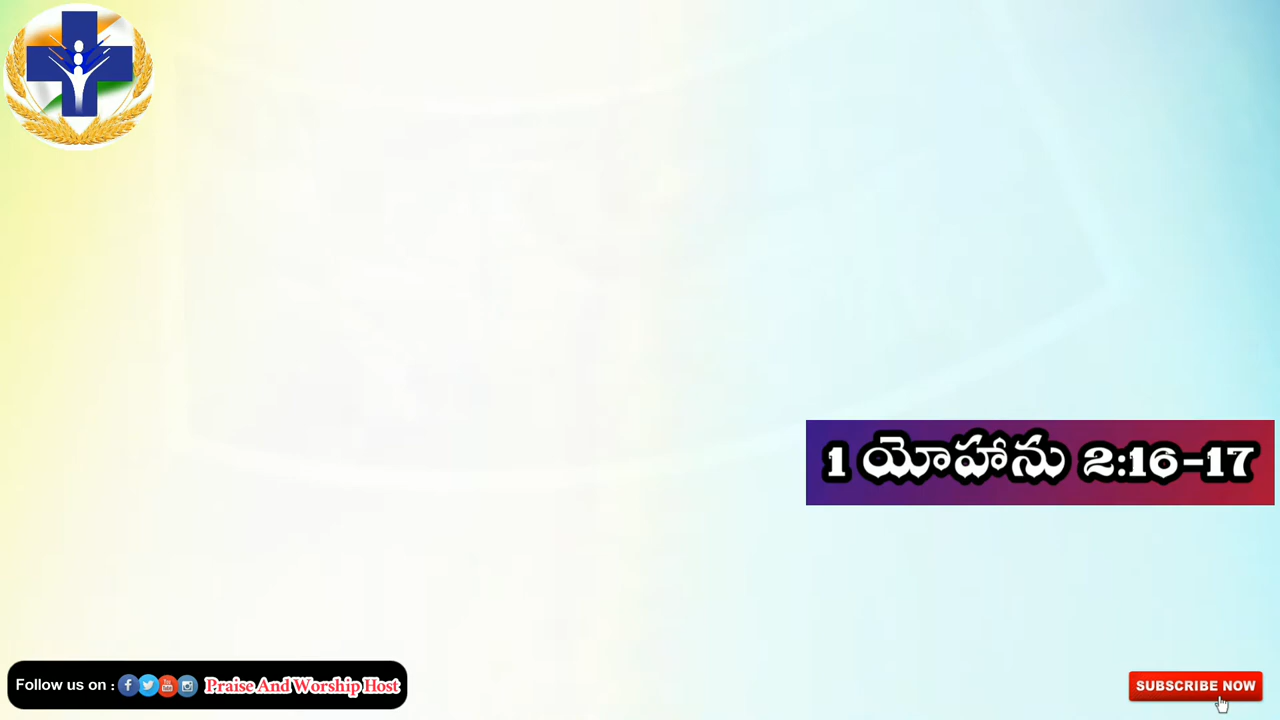 1 యోహాను 2:16-17
Follow us on : Praise And Worship Host
SUBSCRIBE NOW